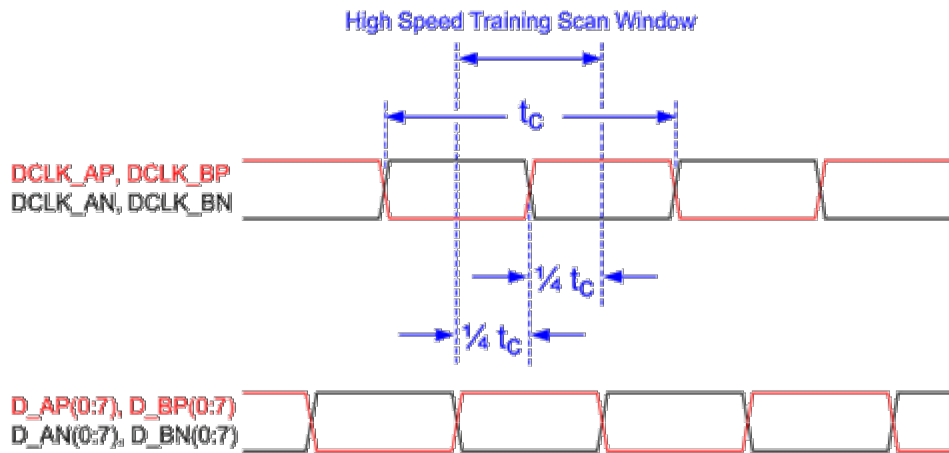 High Speed Training Scan Window
tC
DCLK_AP, DCLK_BP
DCLK_AN, DCLK_BN
¼ tC
¼ tC
D_AP(0:7), D_BP(0:7)
D_AN(0:7), D_BN(0:7)